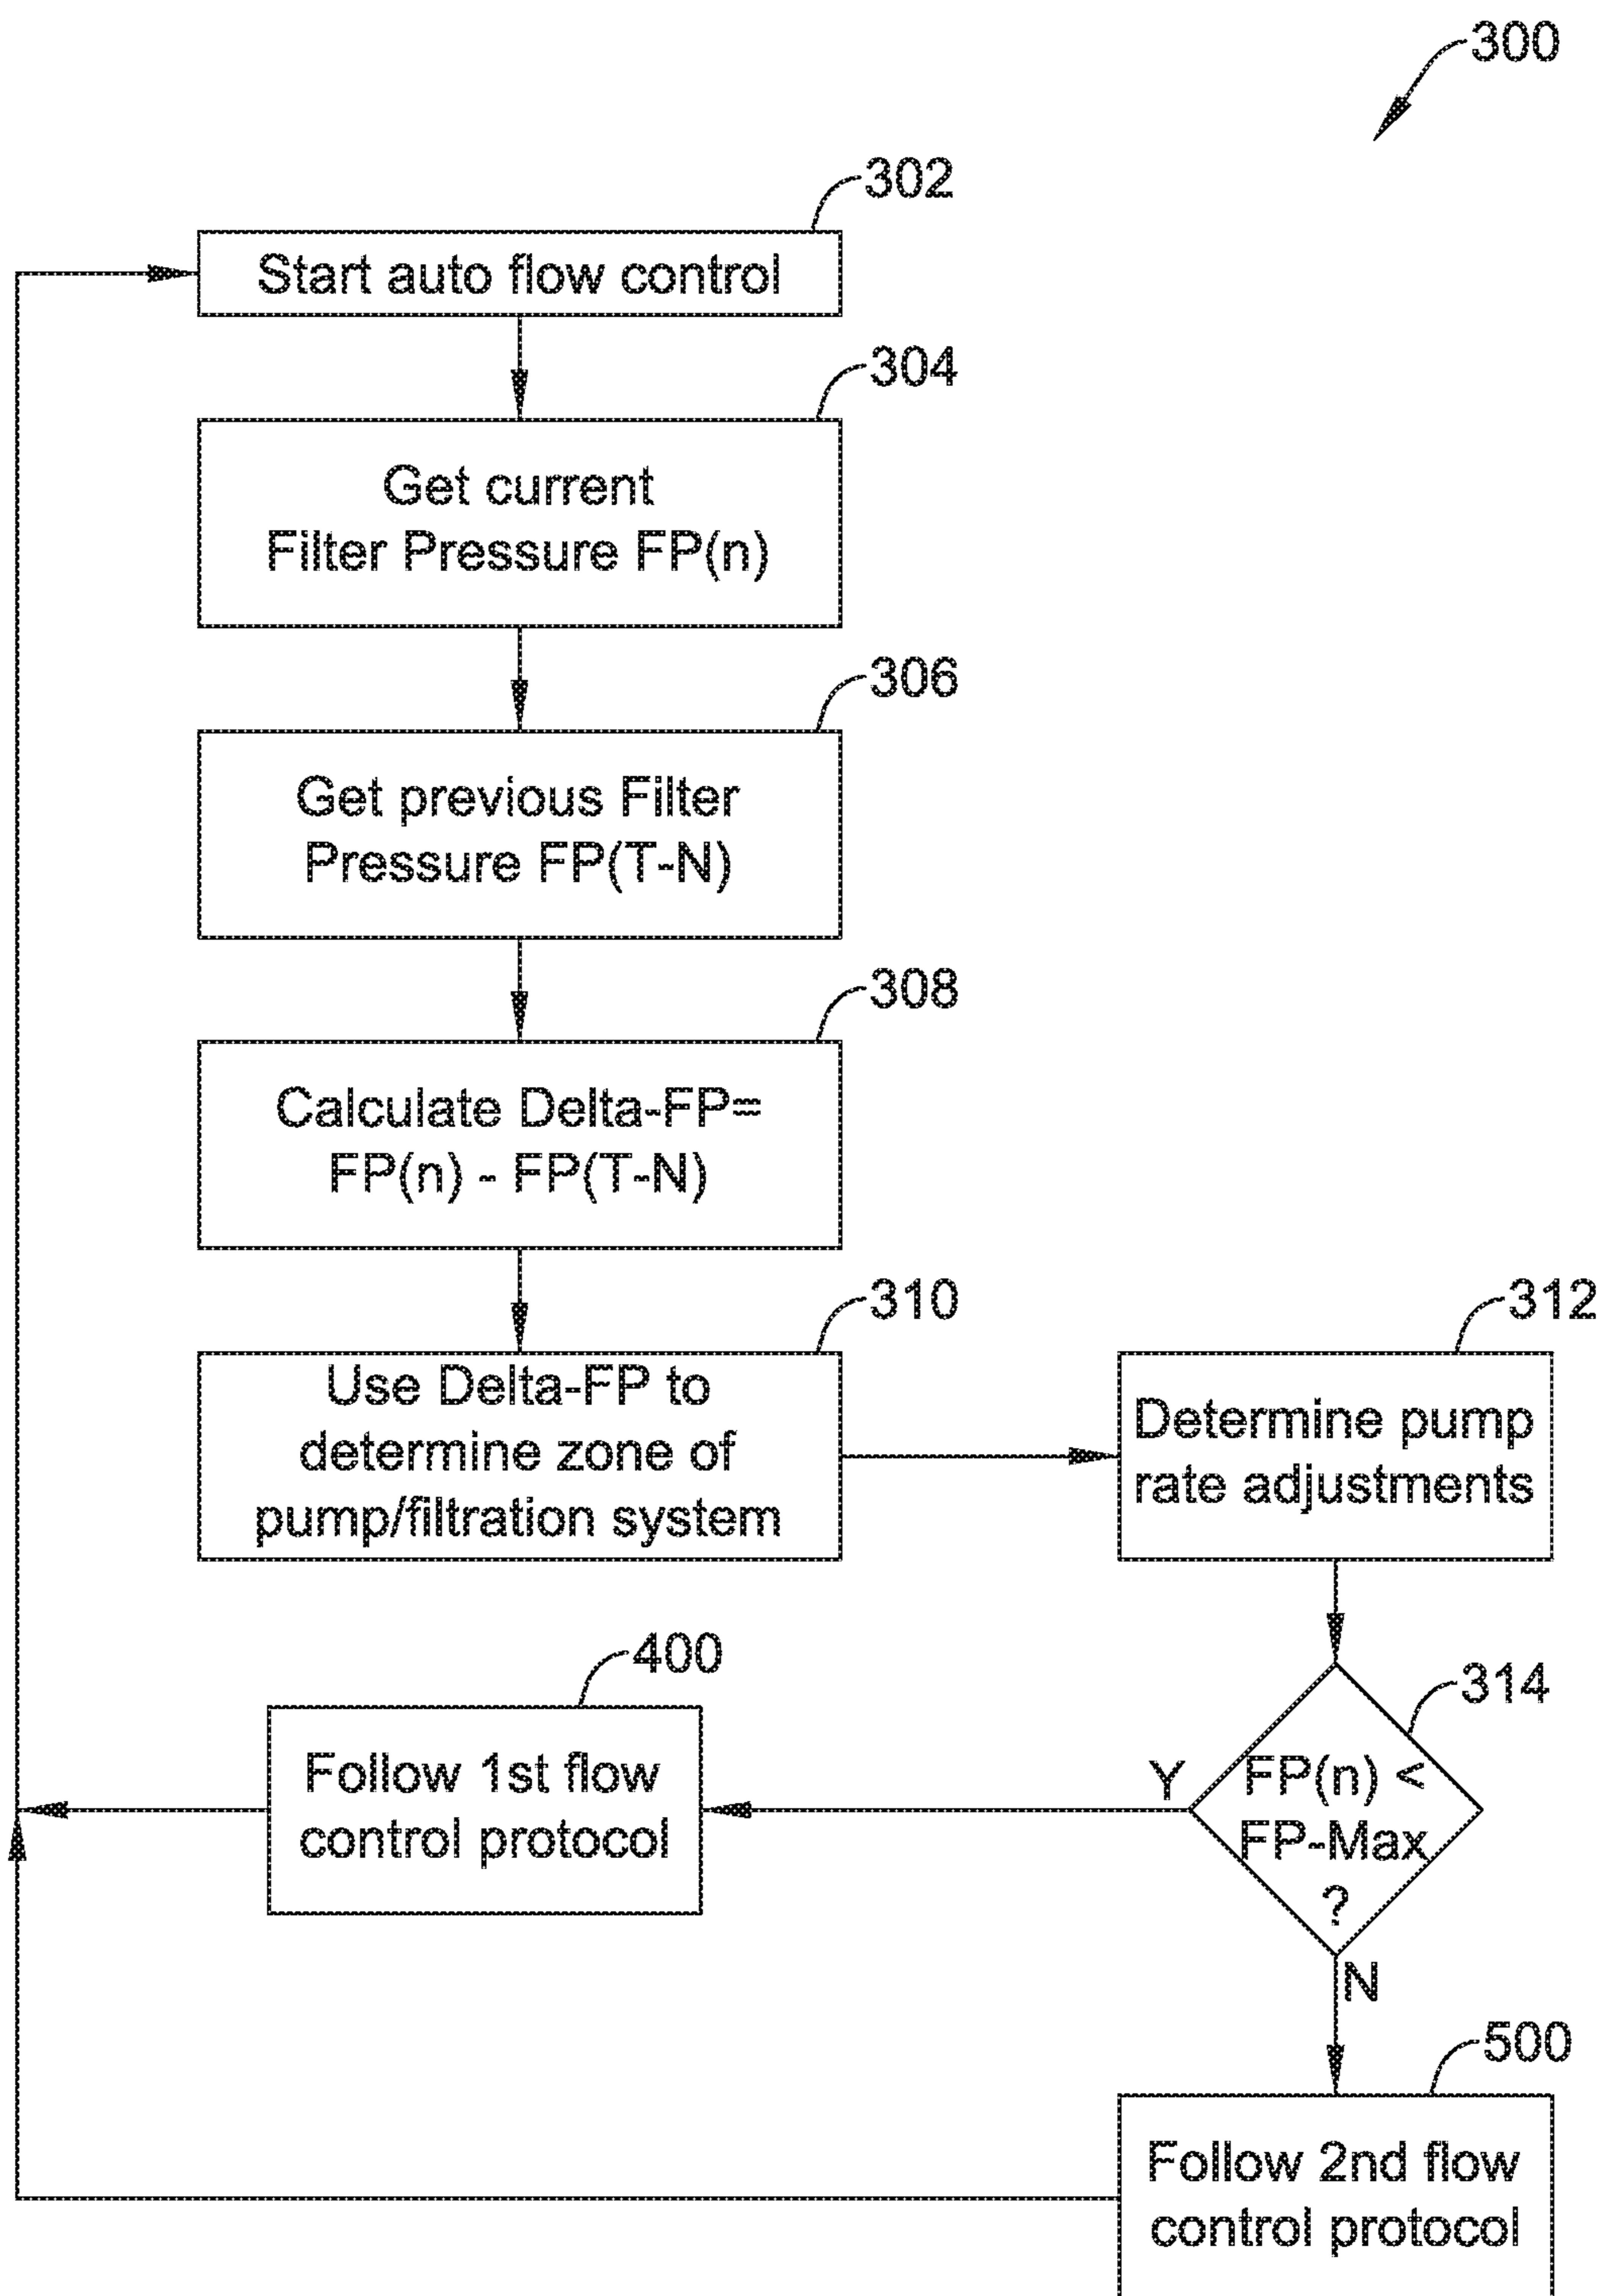 300
302
Start auto flow control
304
Get current
Filter Pressure FP(n)
306
Get previous Filter
Pressure FP(T-N)
308
Calculate Delta-FP=
FP(n) - FP(T-N)
310
Use Delta-FP to
determine zone of
pump/filtration system
312
Determine pump
rate adjustments
314
FP(n) <
FP-Max
?
Y
N
400
Follow 1st flow
control protocol
500
Follow 2nd flow
control protocol